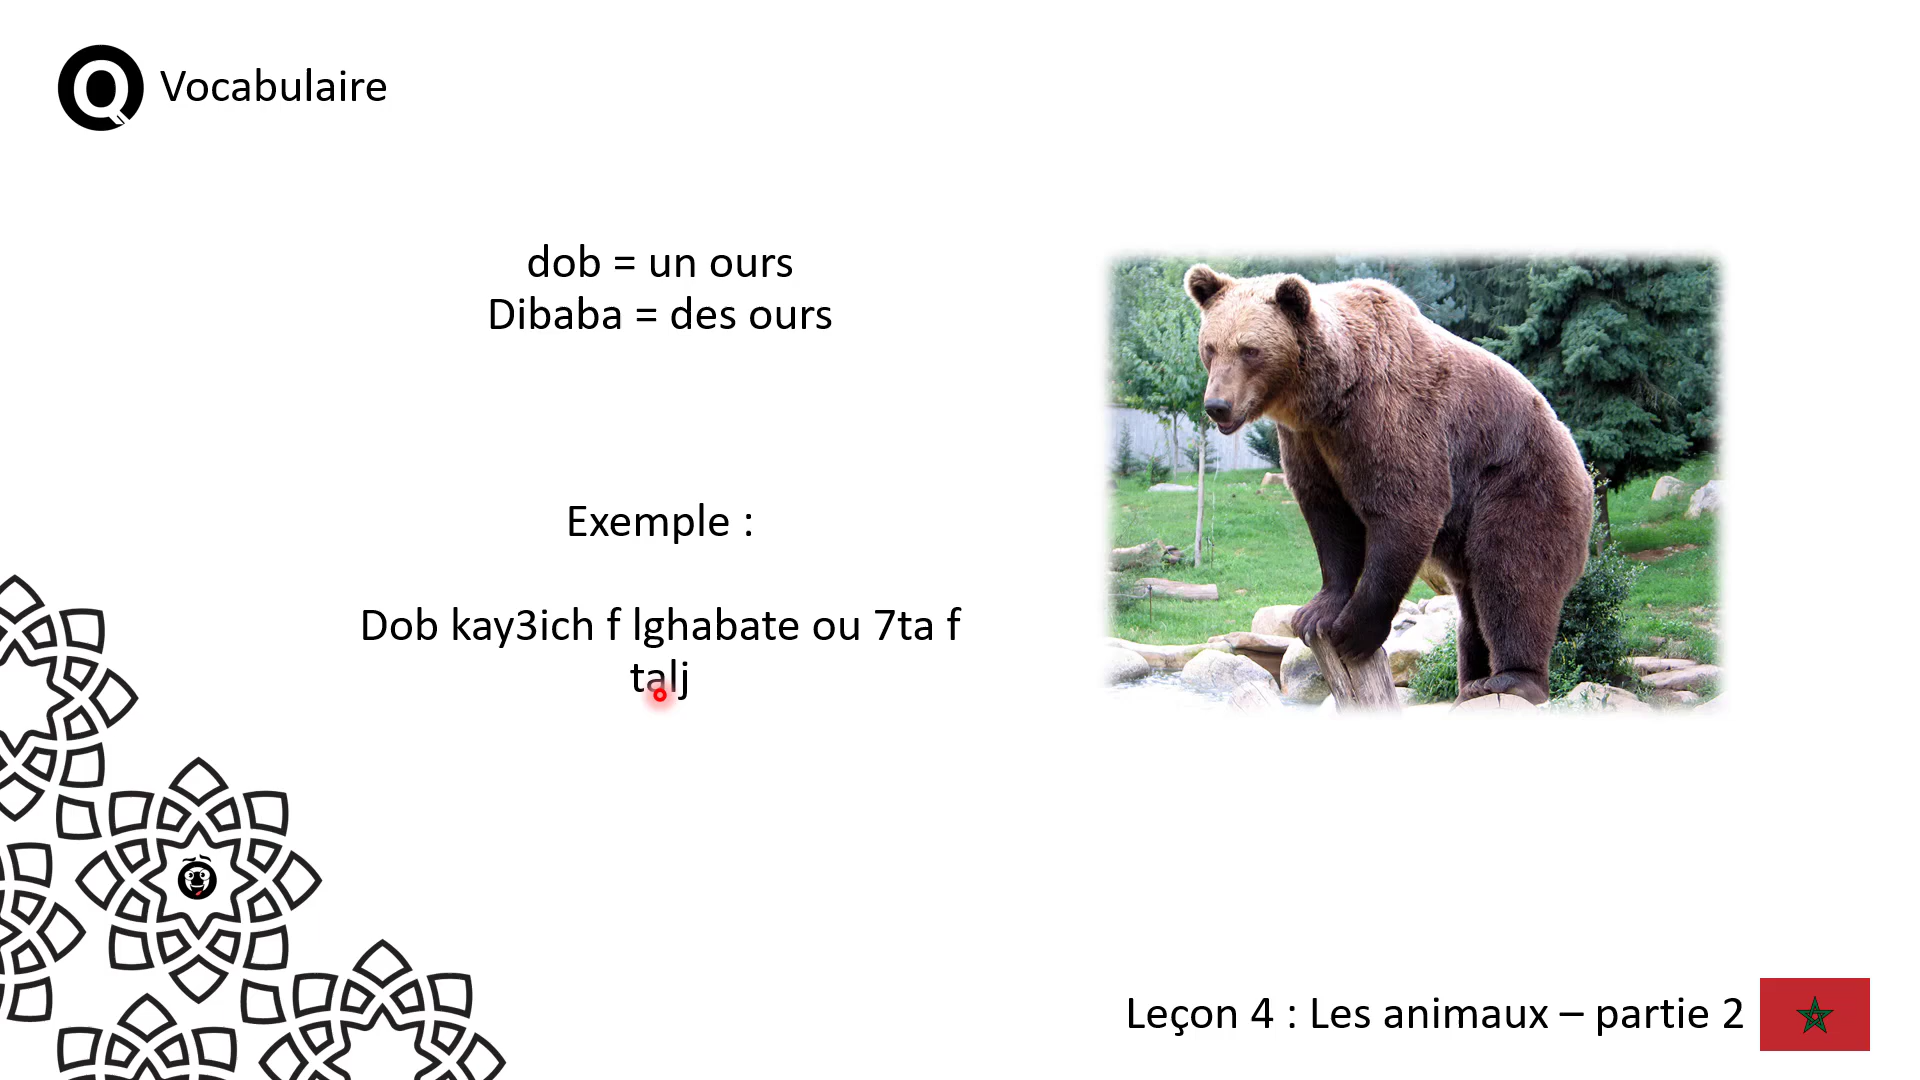 Q Vocabulaire
dob = un ours
Dibaba = des ours
Exemple :
Dob kay3ich f lghabate ou 7ta f
talj
Leçon 4 : Les animaux – partie 2